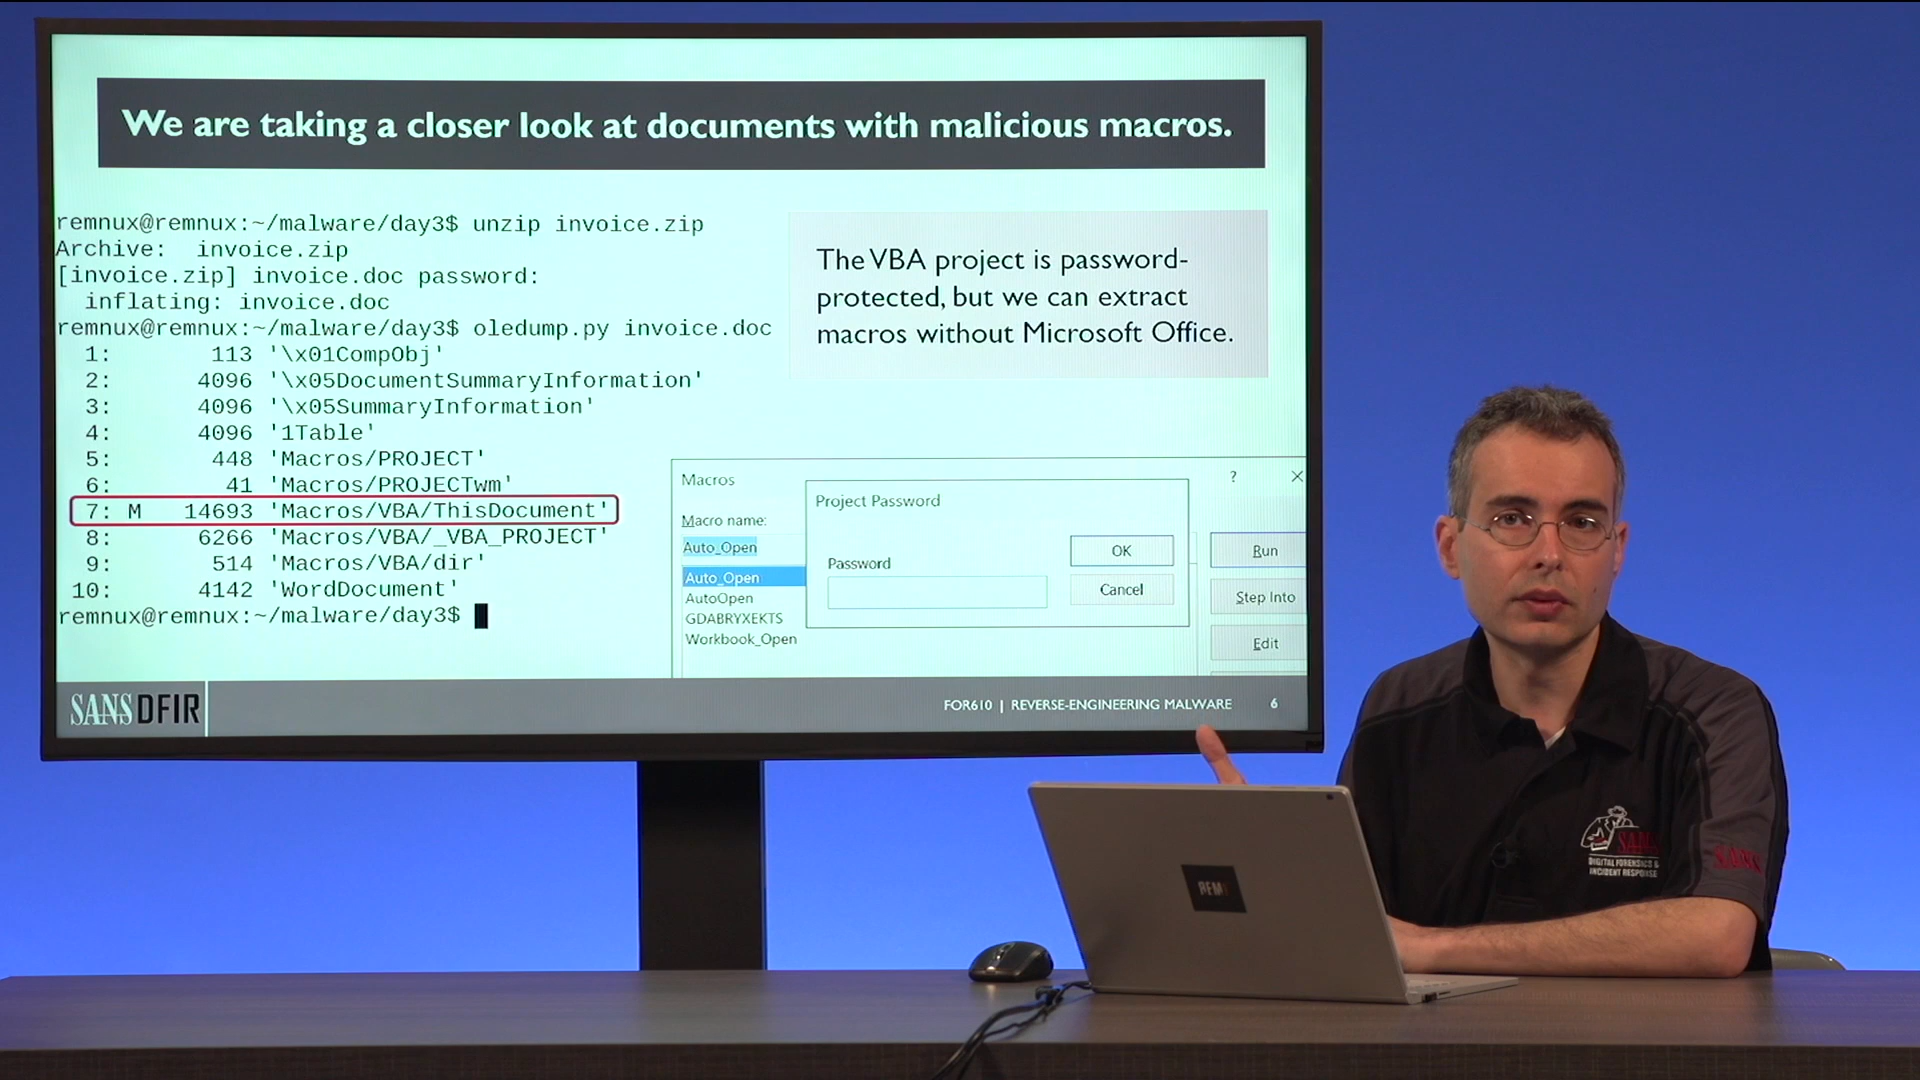 We are taking a closer look at documents with malicious macros.
remnux@remnux:~/malware/day3$ unzip invoice.zip
Archive:  invoice.zip
[invoice.zip] invoice.doc password:
  inflating: invoice.doc
remnux@remnux:~/malware/day3$ oledump.py invoice.doc
  1:       113 '\x01CompObj'
  2:      4096 '\x05DocumentSummaryInformation'
  3:      4096 '\x05SummaryInformation'
  4:      4096 '1Table'
  5:       448 'Macros/PROJECT'
  6:        41 'Macros/PROJECTwm'
  7: M   14693 'Macros/VBA/ThisDocument'
  8:      6266 'Macros/VBA/_VBA_PROJECT'
  9:       514 'Macros/VBA/dir'
 10:      4142 'WordDocument'
remnux@remnux:~/malware/day3$
The VBA project is password-
protected, but we can extract
macros without Microsoft Office.
Macros
?
Macro name:
Auto_Open
Auto_Open
AutoOpen
GDABRYXEKTS
Workbook_Open
Project Password
Password
OK
Cancel
Run
Step Into
Edit
SANS DFIR
FOR610 | REVERSE-ENGINEERING MALWARE 6
SANS
DIGITAL FORENSICS &
INCIDENT RESPONSE
SANS